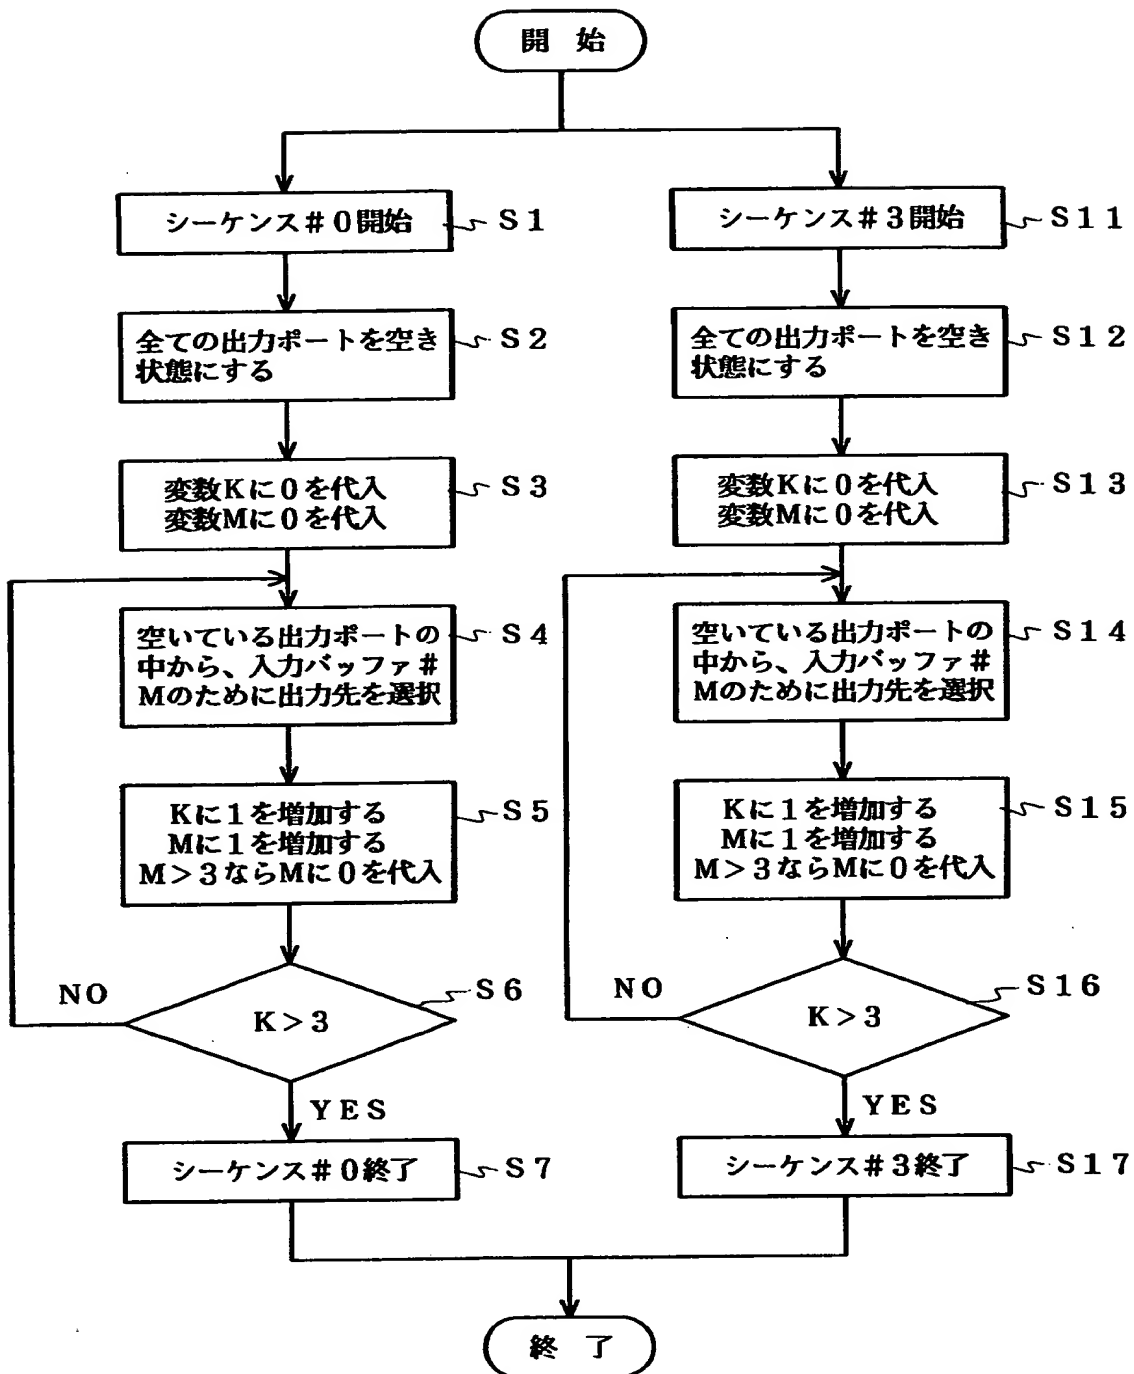 開 始
シーケンス＃０開始
S１
全ての出力ポートを空き
状態にする
S２
変数Kに０を代入
変数Mに０を代入
S３
空いている出力ポートの
中から、入力バッファ＃
Mのために出力先を選択
S４
Kに１を増加する
Mに１を増加する
M＞３ならMに０を代入
S５
K＞３
S６
NO
YES
シーケンス＃０終了
S７
シーケンス＃３開始
S１１
全ての出力ポートを空き
状態にする
S１２
変数Kに０を代入
変数Mに０を代入
S１３
空いている出力ポートの
中から、入力バッファ＃
Mのために出力先を選択
S１４
Kに１を増加する
Mに１を増加する
M＞３ならMに０を代入
S１５
K＞３
S１６
NO
YES
シーケンス＃３終了
S１７
終 了